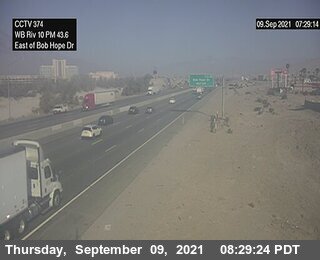 CCTV 374
WB Riv 10 PM 43.6
East of Bob Hope Dr
09.Sep 2021 07:29:14
Thursday, September 09, 2021 08:29:24 PDT